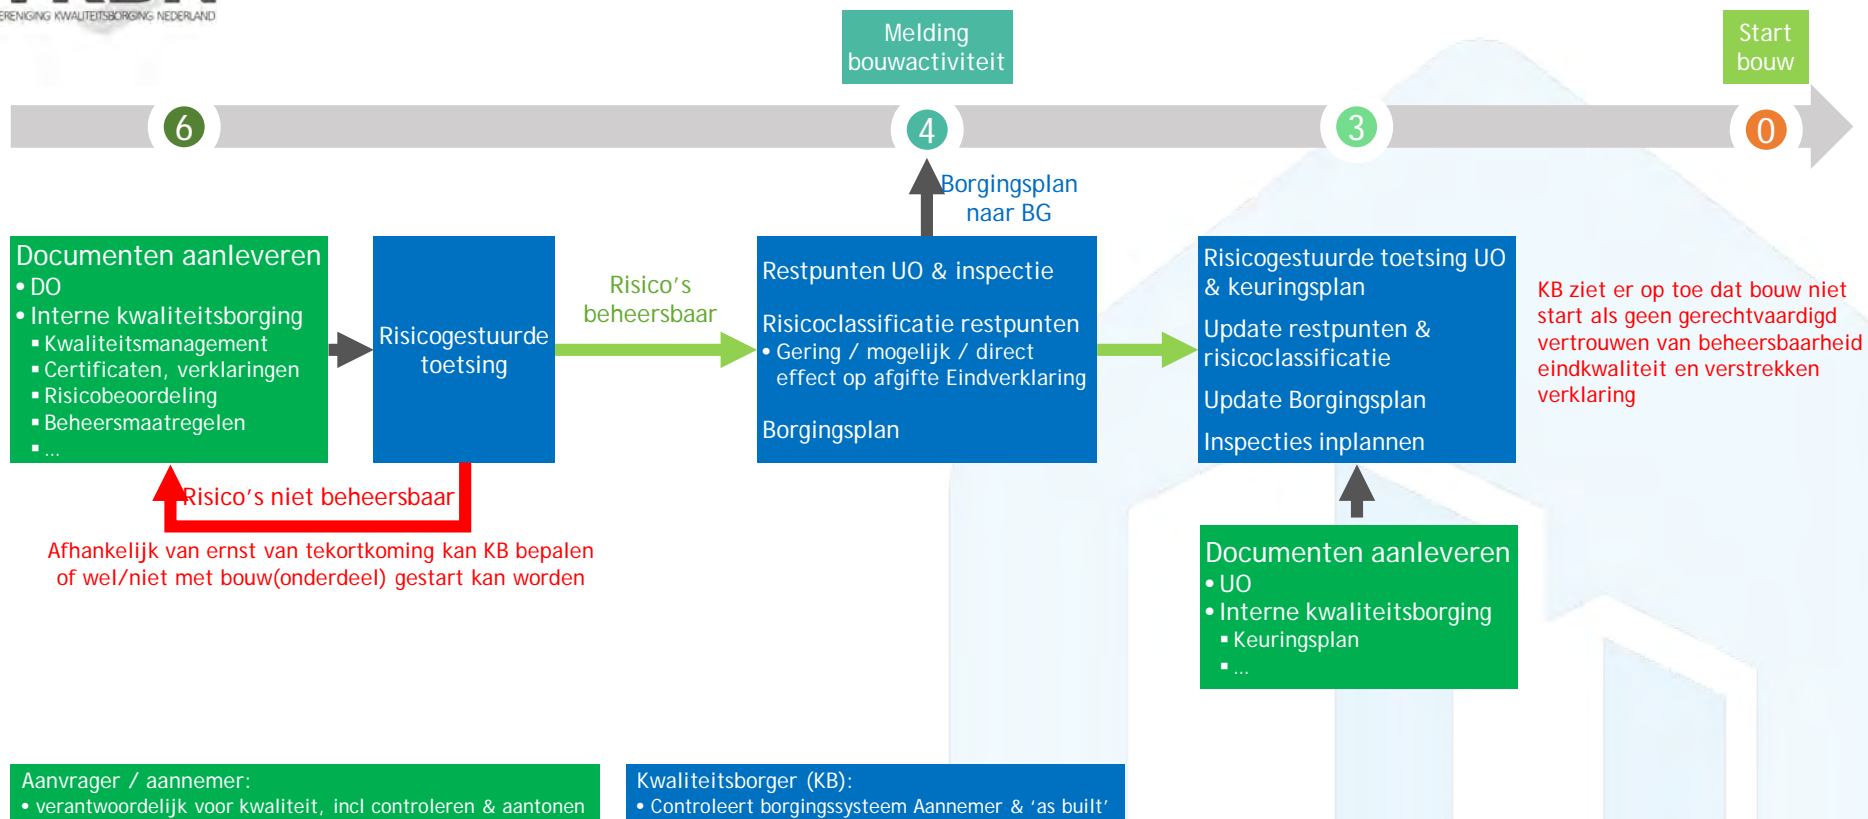 VERENIGING KWALITEITSBORGING NEDERLAND
Melding
bouwactiviteit
Start
bouw
6
4
3
0
Borgingsplan
naar BG
Documenten aanleveren
• DO
• Interne kwaliteitsborging
▪ Kwaliteitsmanagement
▪ Certificaten, verklaringen
▪ Risicobeoordeling
▪ Beheersmaatregelen
▪ ...
Risicogestuurde
toetsing
Risico's
beheersbaar
Restpunten UO & inspectie
Risicoclassificatie restpunten
• Gering / mogelijk / direct
effect op afgifte Eindverklaring
Borgingsplan
Risicogestuurde toetsing UO
& keuringsplan
Update restpunten &
risicoclassificatie
Update Borgingsplan
Inspecties inplannen
KB ziet er op toe dat bouw niet
start als geen gerechtvaardigd
vertrouwen van beheersbaarheid
eindkwaliteit en verstrekken
verklaring
Risico's niet beheersbaar
Afhankelijk van ernst van tekortkoming kan KB bepalen
of wel/niet met bouw(onderdeel) gestart kan worden
Documenten aanleveren
• UO
• Interne kwaliteitsborging
▪ Keuringsplan
▪ ...
Aanvrager / aannemer:
• verantwoordelijk voor kwaliteit, incl controleren & aantonen
Kwaliteitsborger (KB):
• Controleert borgingssysteem Aannemer & 'as built'